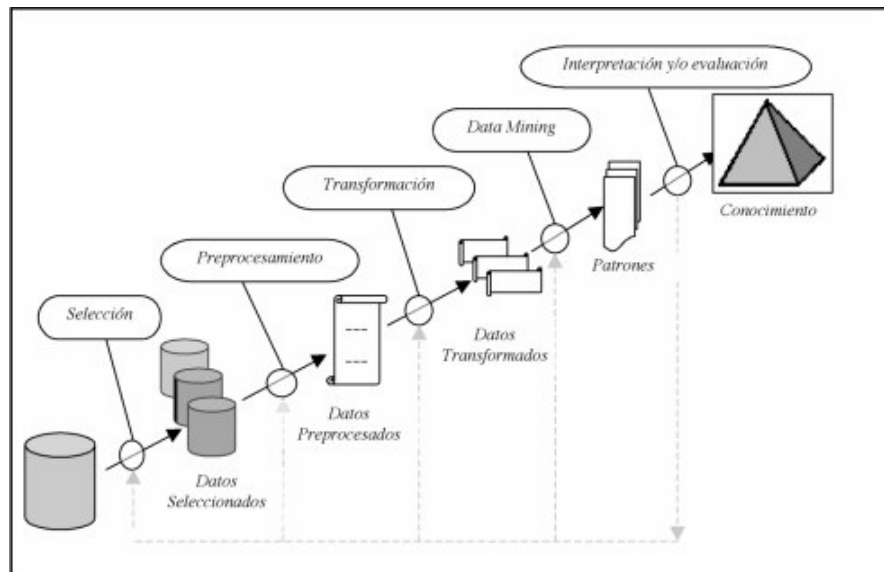 Interpretación y/o evaluación
Data Mining
Conocimiento
Transformación
Patrones
Preprocesamiento
Datos
Transformados
Selección
Datos
Preprocesados
Datos
Seleccionados